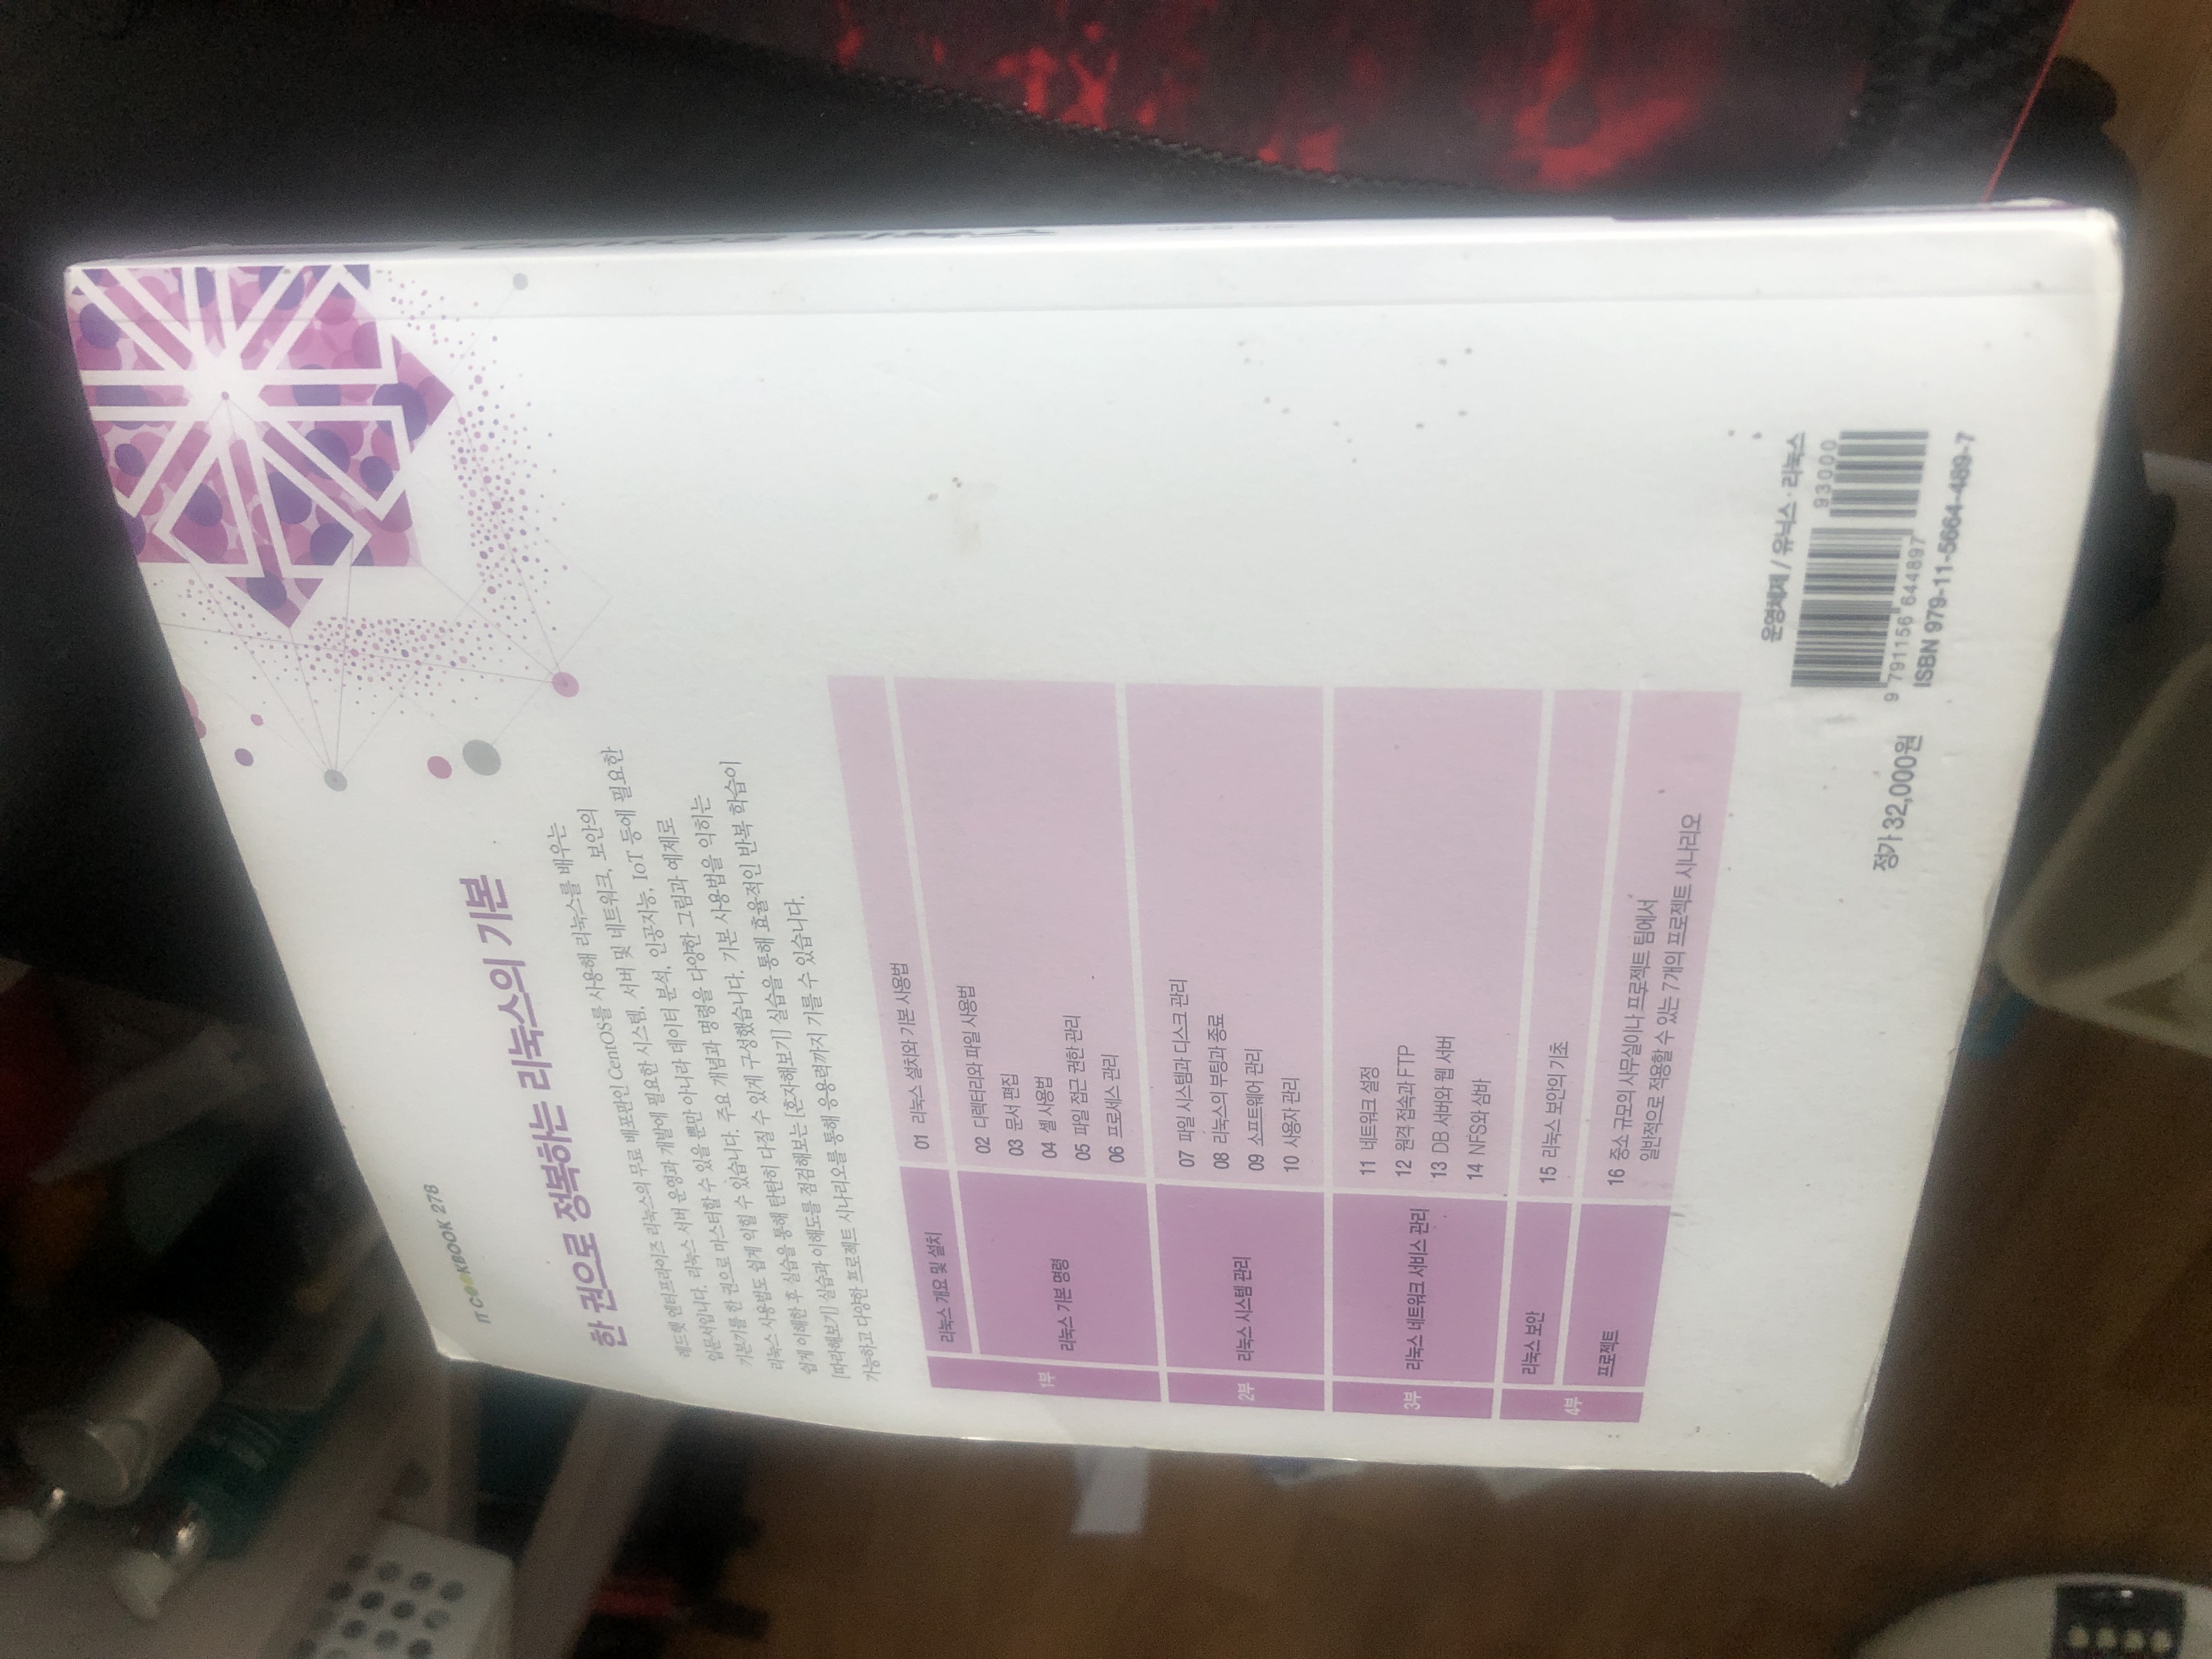 IT COOKBOOK 278
한 권으로 정복하는 리눅스의 기본
레드햇 엔터프라이즈 리눅스의 무료 배포판인 CentOS를 사용해 리눅스를 배우는
입문서입니다. 리눅스 서버 운영과 개발에 필요한 시스템, 서버 및 네트워크, 보안의
기본기를 한 권으로 마스터할 수 있을 뿐만 아니라 데이터 분석, 인공지능, IoT 등에 필요한
리눅스 사용법도 쉽게 익힐 수 있습니다. 주요 개념과 명령을 다양한 그림과 예제로
쉽게 이해한 후 실습을 통해 탄탄히 다질 수 있게 구성했습니다. 기본 사용법을 익히는
[따라해보기] 실습과 이해도를 점검해보는 [혼자해보기] 실습을 통해 효율적인 반복 학습이
가능하고 다양한 프로젝트 시나리오를 통해 응용력까지 기를 수 있습니다.
1부
리눅스 개요 및 설치
01 리눅스 설치와 기본 사용법
리눅스 기본 명령
02 디렉터리와 파일 사용법
03 문서 편집
04 셸 사용법
05 파일 접근 권한 관리
06 프로세스 관리
2부
리눅스 시스템 관리
07 파일 시스템과 디스크 관리
08 리눅스의 부팅과 종료
09 소프트웨어 관리
10 사용자 관리
3부
리눅스 네트워크 서비스 관리
11 네트워크 설정
12 원격 접속과 FTP
13 DB 서버와 웹 서버
14 NFS와 삼바
4부
리눅스 보안
15 리눅스 보안의 기초
프로젝트
16 중소 규모의 사무실이나 프로젝트 팀에서
일반적으로 적용할 수 있는 7개의 프로젝트 시나리오
운영체제 / 유닉스 · 리눅스
93000
9 791156 644897
정가 32,000원
ISBN 979-11-5664-489-7